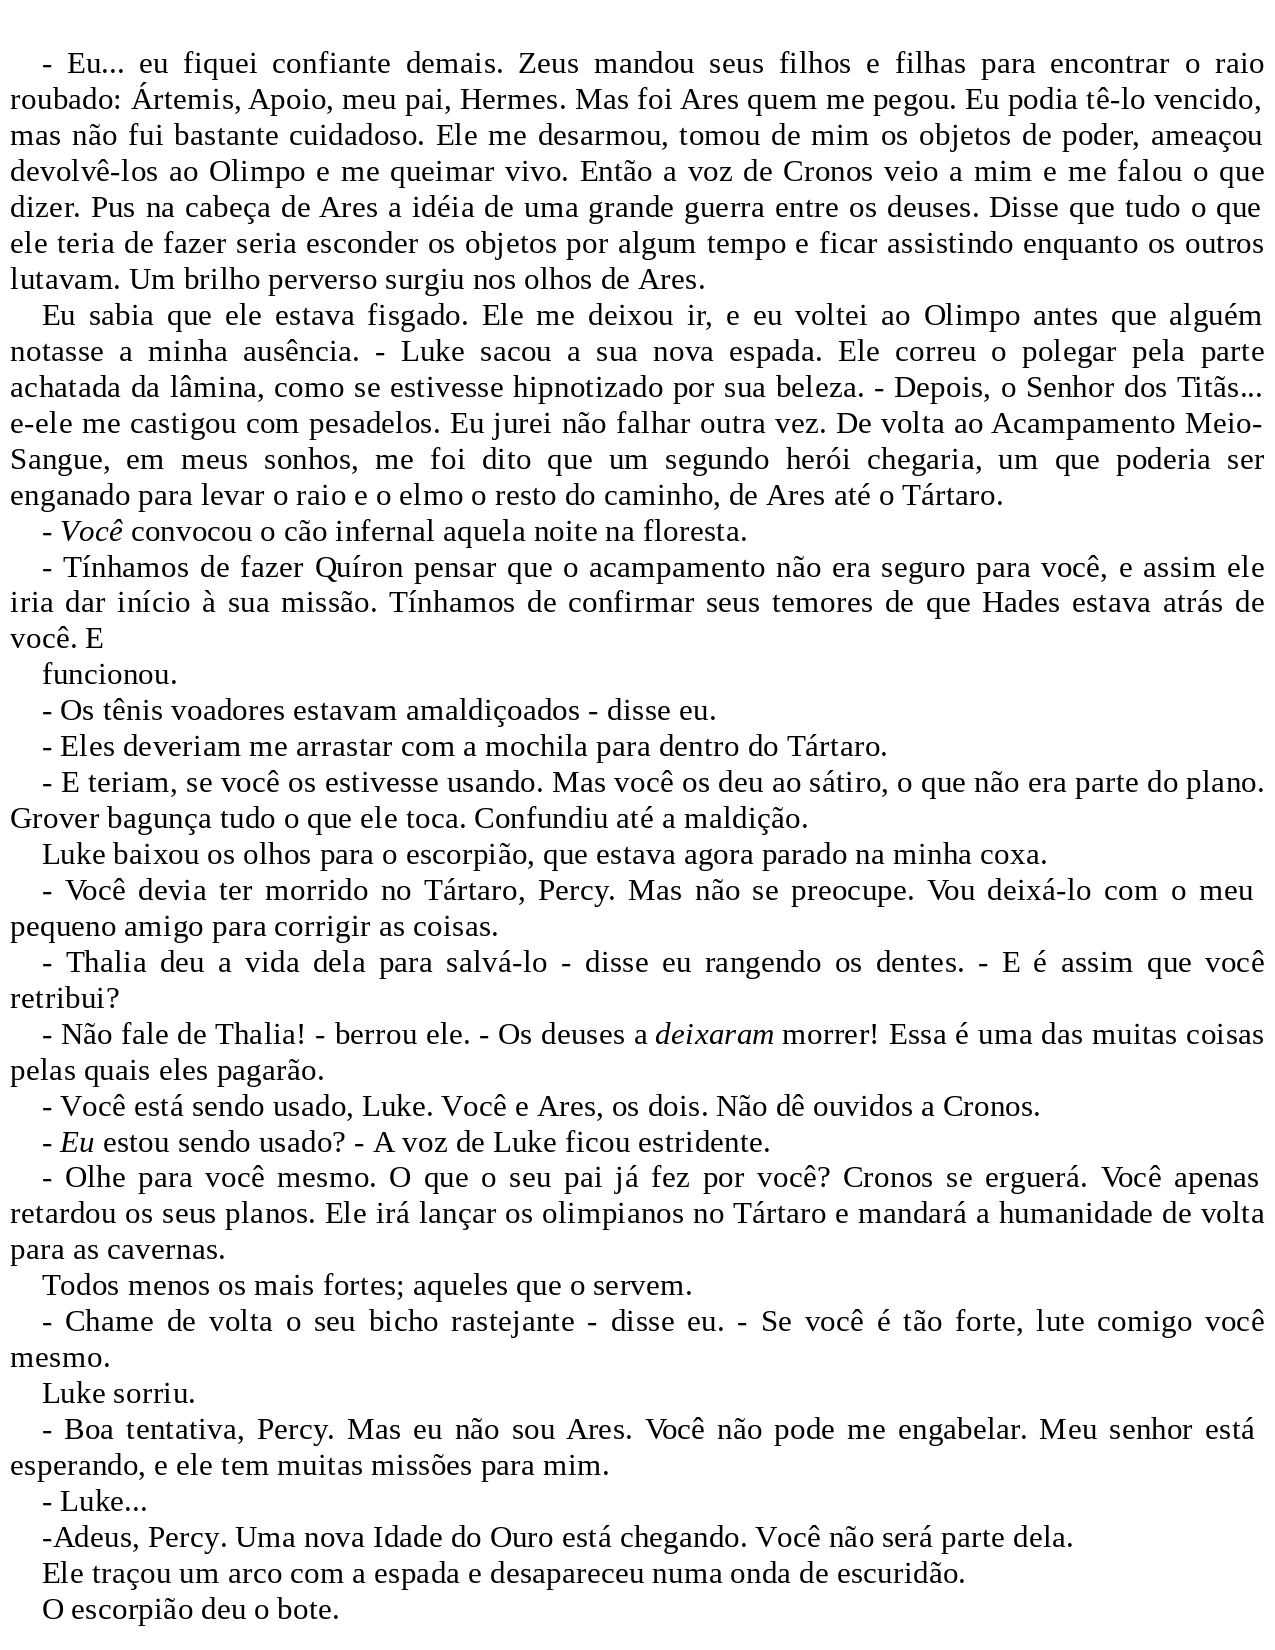 - Eu... eu fiquei confiante demais. Zeus mandou seus filhos e filhas para encontrar o raio
roubado: Ártemis, Apoio, meu pai, Hermes. Mas foi Ares quem me pegou. Eu podia tê-lo vencido,
mas não fui bastante cuidadoso. Ele me desarmou, tomou de mim os objetos de poder, ameaçou
devolvê-los ao Olimpo e me queimar vivo. Então a voz de Cronos veio a mim e me falou o que
dizer. Pus na cabeça de Ares a idéia de uma grande guerra entre os deuses. Disse que tudo o que
ele teria de fazer seria esconder os objetos por algum tempo e ficar assistindo enquanto os outros
lutavam. Um brilho perverso surgiu nos olhos de Ares.
Eu sabia que ele estava fisgado. Ele me deixou ir, e eu voltei ao Olimpo antes que alguém
notasse a minha ausência. - Luke sacou a sua nova espada. Ele correu o polegar pela parte
achatada da lâmina, como se estivesse hipnotizado por sua beleza. - Depois, o Senhor dos Titãs...
e-ele me castigou com pesadelos. Eu jurei não falhar outra vez. De volta ao Acampamento Meio-
Sangue, em meus sonhos, me foi dito que um segundo herói chegaria, um que poderia ser
enganado para levar o raio e o elmo o resto do caminho, de Ares até o Tártaro.
- Você convocou o cão infernal aquela noite na floresta.
- Tínhamos de fazer Quíron pensar que o acampamento não era seguro para você, e assim ele
iria dar início à sua missão. Tínhamos de confirmar seus temores de que Hades estava atrás de
você. E
funcionou.
- Os tênis voadores estavam amaldiçoados - disse eu.
- Eles deveriam me arrastar com a mochila para dentro do Tártaro.
- E teriam, se você os estivesse usando. Mas você os deu ao sátiro, o que não era parte do plano.
Grover bagunça tudo o que ele toca. Confundiu até a maldição.
Luke baixou os olhos para o escorpião, que estava agora parado na minha coxa.
- Você devia ter morrido no Tártaro, Percy. Mas não se preocupe. Vou deixá-lo com o meu
pequeno amigo para corrigir as coisas.
- Thalia deu a vida dela para salvá-lo - disse eu rangendo os dentes. - E é assim que você
retribui?
- Não fale de Thalia! - berrou ele. - Os deuses a deixaram morrer! Essa é uma das muitas coisas
pelas quais eles pagarão.
- Você está sendo usado, Luke. Você e Ares, os dois. Não dê ouvidos a Cronos.
- Eu estou sendo usado? - A voz de Luke ficou estridente.
- Olhe para você mesmo. O que o seu pai já fez por você? Cronos se erguerá. Você apenas
retardou os seus planos. Ele irá lançar os olimpianos no Tártaro e mandará a humanidade de volta
para as cavernas.
Todos menos os mais fortes; aqueles que o servem.
- Chame de volta o seu bicho rastejante - disse eu. - Se você é tão forte, lute comigo você
mesmo.
Luke sorriu.
- Boa tentativa, Percy. Mas eu não sou Ares. Você não pode me engabelar. Meu senhor está
esperando, e ele tem muitas missões para mim.
- Luke...
-Adeus, Percy. Uma nova Idade do Ouro está chegando. Você não será parte dela.
Ele traçou um arco com a espada e desapareceu numa onda de escuridão.
O escorpião deu o bote.